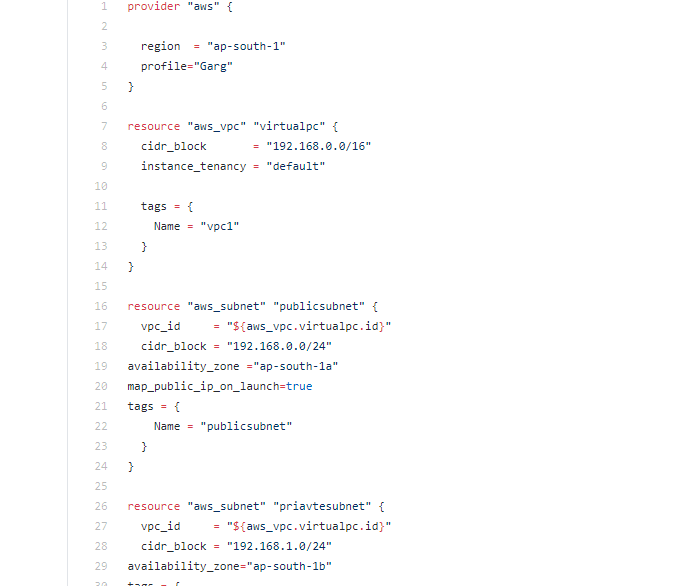 1 provider "aws" {
2
3 region  = "ap-south-1"
4 profile="Garg"
5 }
6
7 resource "aws_vpc" "virtualpc" {
8 cidr_block       = "192.168.0.0/16"
9 instance_tenancy = "default"
10
11 tags = {
12 Name = "vpc1"
13 }
14 }
15
16 resource "aws_subnet" "publicsubnet" {
17 vpc_id     = "${aws_vpc.virtualpc.id}"
18 cidr_block = "192.168.0.0/24"
19 availability_zone ="ap-south-1a"
20 map_public_ip_on_launch=true
21 tags = {
22 Name = "publicsubnet"
23 }
24 }
25
26 resource "aws_subnet" "priavtesubnet" {
27 vpc_id     = "${aws_vpc.virtualpc.id}"
28 cidr_block = "192.168.1.0/24"
29 availability_zone="ap-south-1b"
30 tags = {